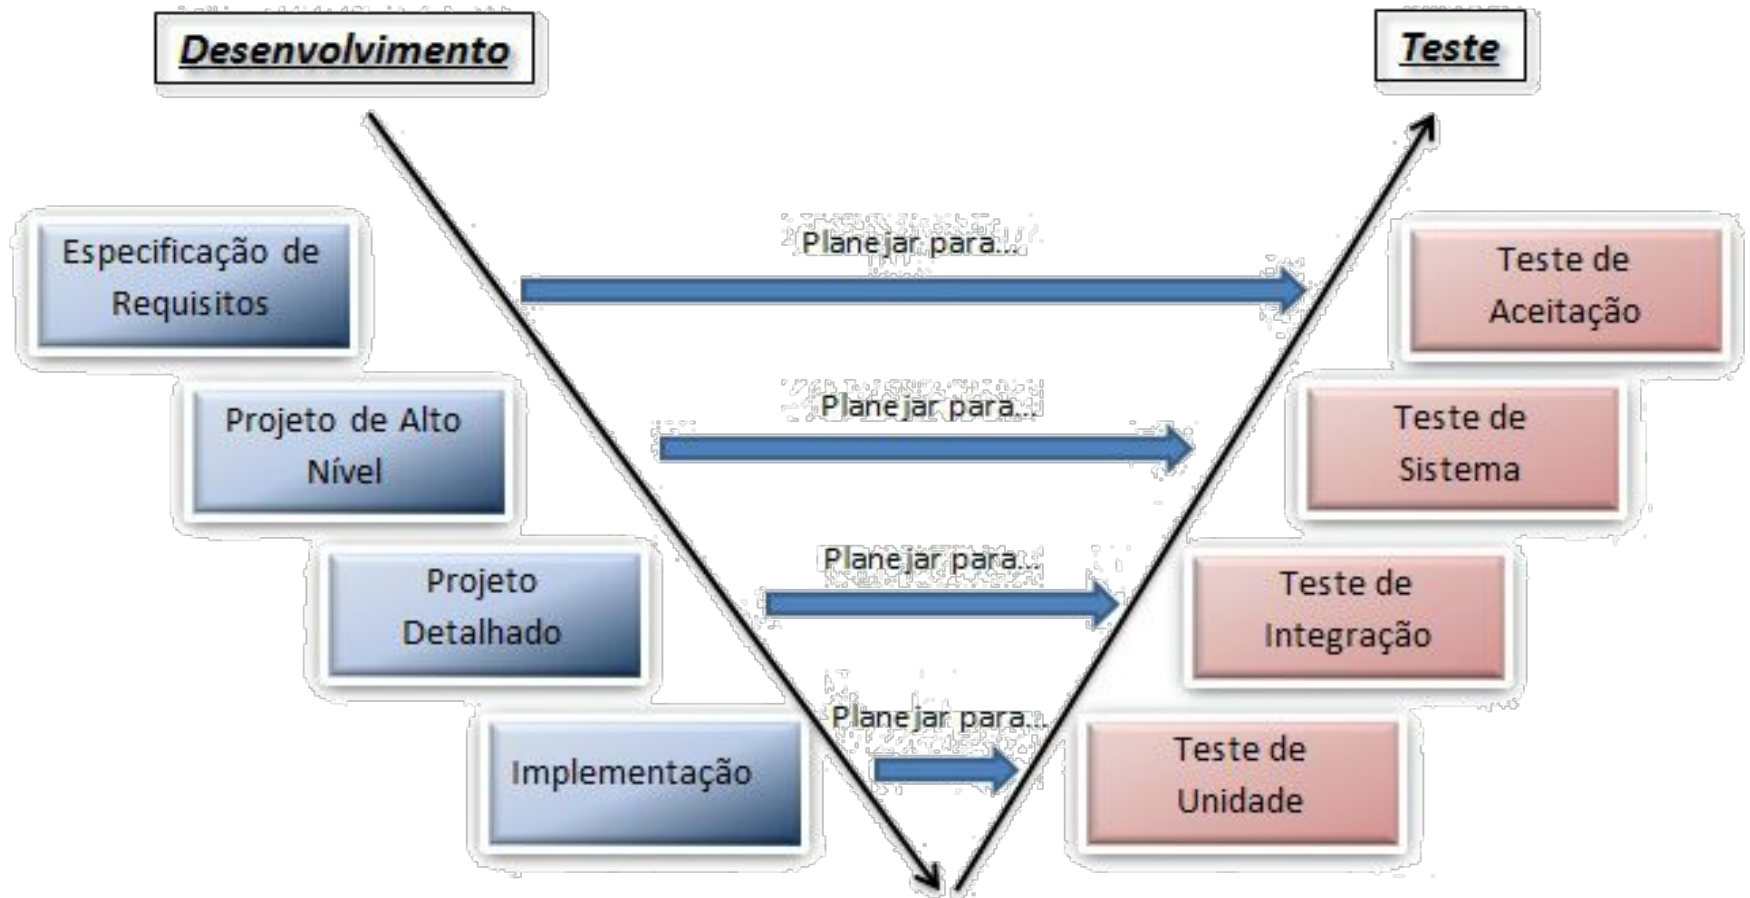 Desenvolvimento
Teste
Especificação de
Requisitos
Planejar para...
Teste de
Aceitação
Projeto de Alto
Nível
Planejar para...
Teste de
Sistema
Projeto
Detalhado
Planejar para...
Teste de
Integração
Implementação
Planejar para...
Teste de
Unidade